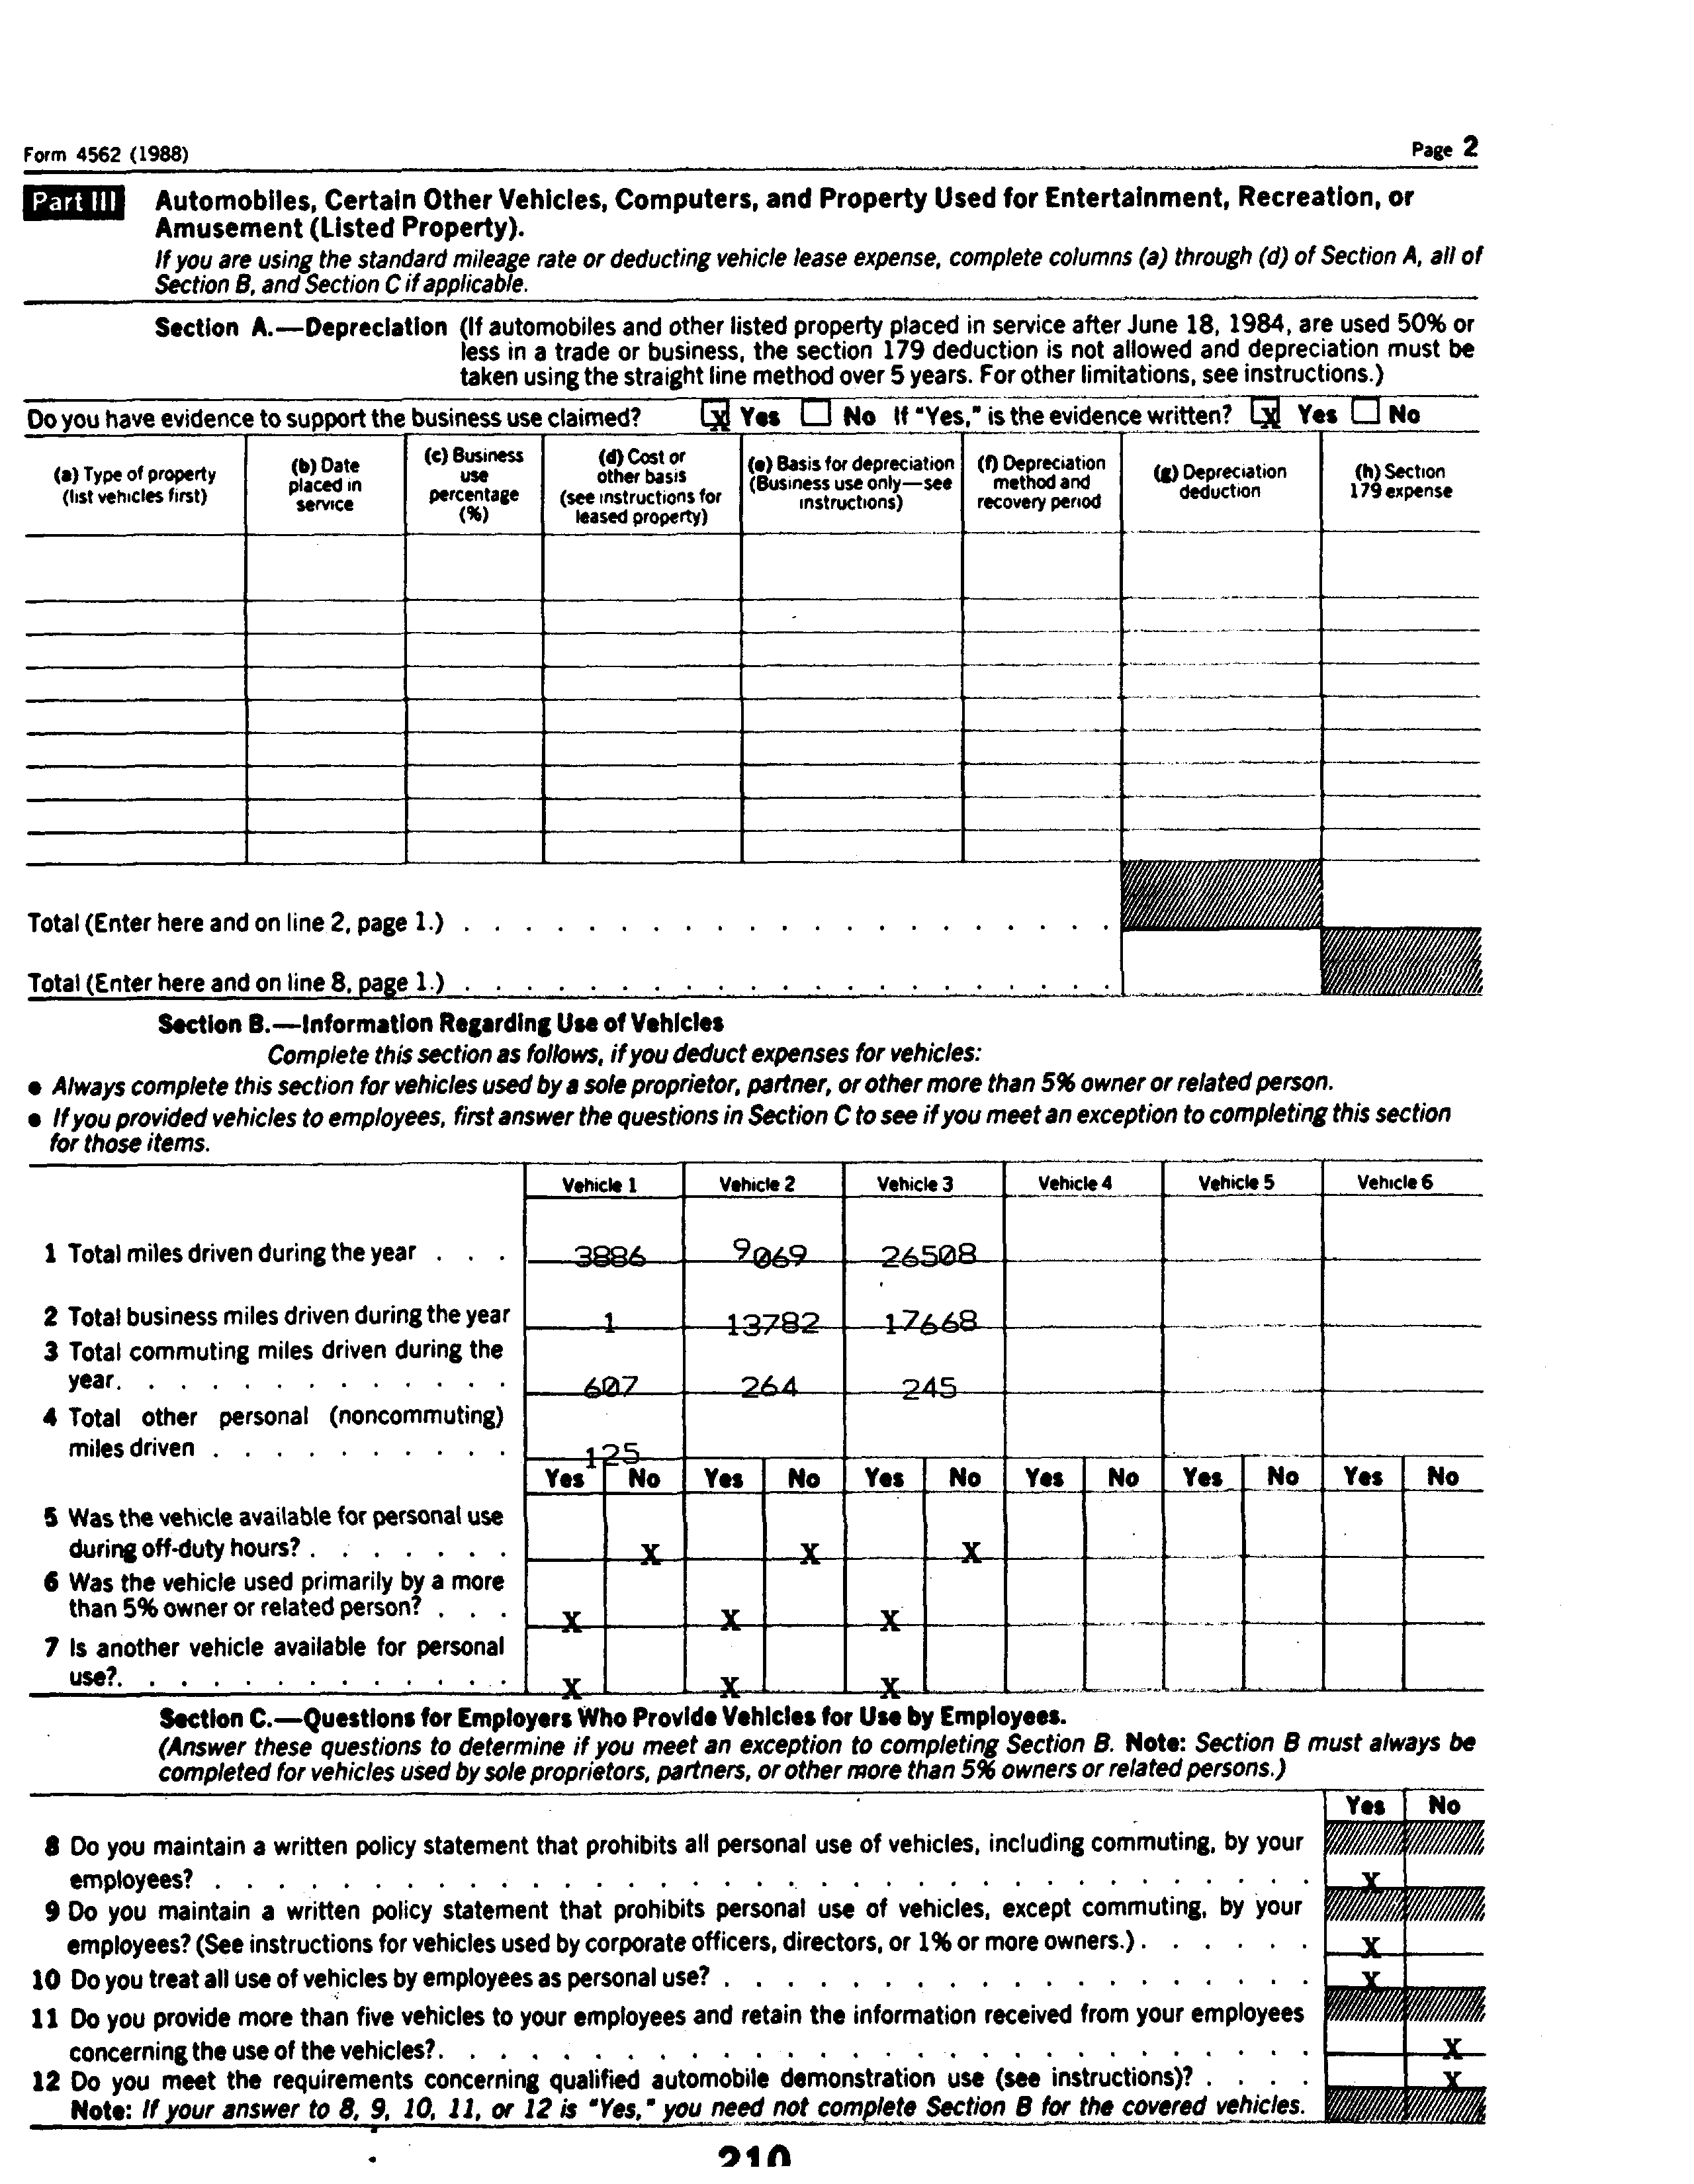 Form 4562 (1988) Page 2
Part III Automobiles, Certain Other Vehicles, Computers, and Property Used for Entertainment, Recreation, or
Amusement (Listed Property).
If you are using the standard mileage rate or deducting vehicle lease expense, complete columns (a) through (d) of Section A, all of
Section B, and Section C if applicable.
Section A.—Depreciation (If automobiles and other listed property placed in service after June 18, 1984, are used 50% or
less in a trade or business, the section 179 deduction is not allowed and depreciation must be
taken using the straight line method over 5 years. For other limitations, see instructions.)
Do you have evidence to support the business use claimed? X Yes No If "Yes," is the evidence written? X Yes No
(a) Type of property
(list vehicles first)
(b) Date
placed in
service
(c) Business
use
percentage
(%)
(d) Cost or
other basis
(see instructions for
leased property)
(e) Basis for depreciation
(Business use only—see
instructions)
(f) Depreciation
method and
recovery period
(g) Depreciation
deduction
(h) Section
179 expense
Total (Enter here and on line 2, page 1.) . . . . . . . . . . . . . . . . . . . . .
Total (Enter here and on line 8, page 1.) . . . . . . . . . . . . . . . . . . . . .
Section B.—Information Regarding Use of Vehicles
Complete this section as follows, if you deduct expenses for vehicles:
● Always complete this section for vehicles used by a sole proprietor, partner, or other more than 5% owner or related person.
● If you provided vehicles to employees, first answer the questions in Section C to see if you meet an exception to completing this section
for those items.
Vehicle 1 Vehicle 2 Vehicle 3 Vehicle 4 Vehicle 5 Vehicle 6
1 Total miles driven during the year . . . 3886 9069 26508
2 Total business miles driven during the year 1 13782 17668
3 Total commuting miles driven during the
year. . . . . . . . . . . . . 607 264 245
4 Total other personal (noncommuting)
miles driven . . . . . . . . . . 125
Yes No Yes No Yes No Yes No Yes No Yes No
5 Was the vehicle available for personal use
during off-duty hours? . . . . . . . X X X
6 Was the vehicle used primarily by a more
than 5% owner or related person? . . . X X X
7 Is another vehicle available for personal
use?. . . . . . . . . . . . . X X X
Section C.—Questions for Employers Who Provide Vehicles for Use by Employees.
(Answer these questions to determine if you meet an exception to completing Section B. Note: Section B must always be
completed for vehicles used by sole proprietors, partners, or other more than 5% owners or related persons.)
Yes No
8 Do you maintain a written policy statement that prohibits all personal use of vehicles, including commuting, by your
employees? . . . . . . . . . . . . . . . . . . . . . . . . . . . . . . . . . . . X
9 Do you maintain a written policy statement that prohibits personal use of vehicles, except commuting, by your
employees? (See instructions for vehicles used by corporate officers, directors, or 1% or more owners.) . . . . . . X
10 Do you treat all use of vehicles by employees as personal use? . . . . . . . . . . . . . . . . . . . X
11 Do you provide more than five vehicles to your employees and retain the information received from your employees
concerning the use of the vehicles?. . . . . . . . . . . . . . . . . . . . . . . . . . . . X
12 Do you meet the requirements concerning qualified automobile demonstration use (see instructions)? . . . . X
Note: If your answer to 8, 9, 10, 11, or 12 is "Yes," you need not complete Section B for the covered vehicles.
210